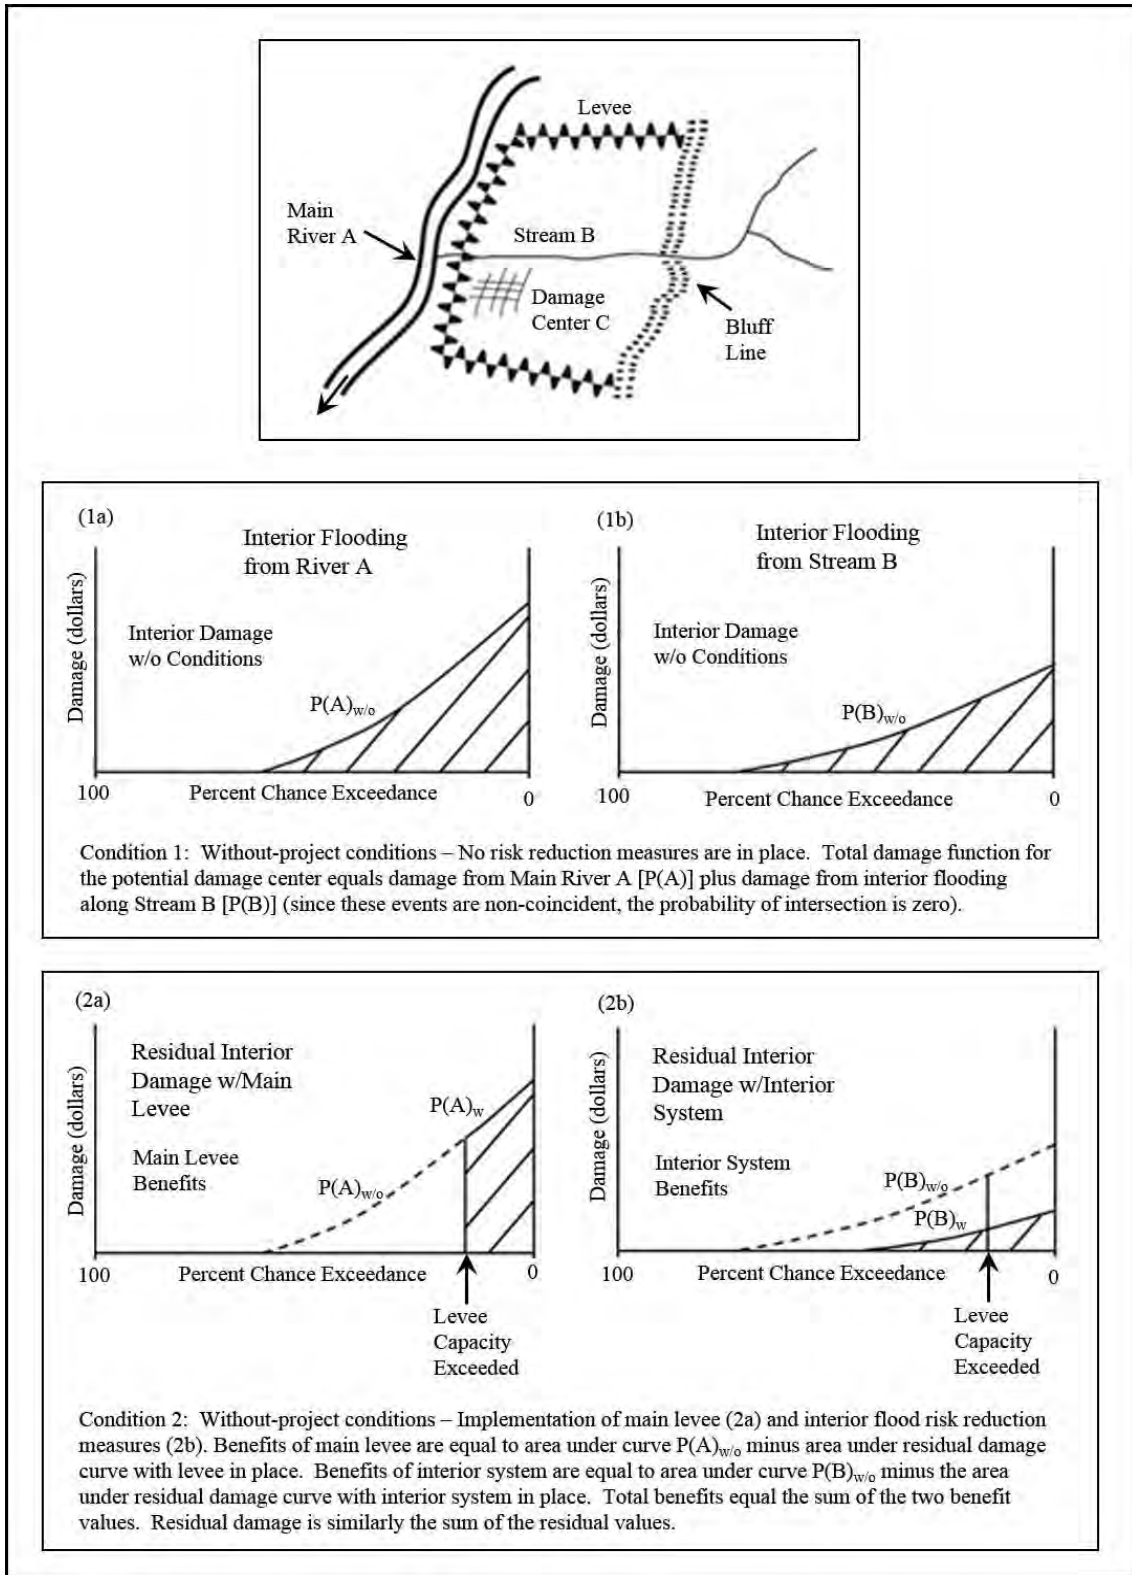 Levee
Main
River A
Stream B
Damage
Center C
Bluff
Line
(1a)
Interior Flooding
from River A
Damage (dollars)
Interior Damage
w/o Conditions
P(A)w/o
100
Percent Chance Exceedance
0
(1b)
Interior Flooding
from Stream B
Damage (dollars)
Interior Damage
w/o Conditions
P(B)w/o
100
Percent Chance Exceedance
0
Condition 1:  Without-project conditions – No risk reduction measures are in place.  Total damage function for
the potential damage center equals damage from Main River A [P(A)] plus damage from interior flooding
along Stream B [P(B)] (since these events are non-coincident, the probability of intersection is zero).
(2a)
Residual Interior
Damage w/Main
Levee
Damage (dollars)
P(A)w
Main Levee
Benefits
P(A)w/o
100
Percent Chance Exceedance
0
Levee
Capacity
Exceeded
(2b)
Residual Interior
Damage w/Interior
System
Damage (dollars)
Interior System
Benefits
P(B)w/o
P(B)w
100
Percent Chance Exceedance
0
Levee
Capacity
Exceeded
Condition 2:  Without-project conditions – Implementation of main levee (2a) and interior flood risk reduction
measures (2b). Benefits of main levee are equal to area under curve P(A)w/o minus area under residual damage
curve with levee in place.  Benefits of interior system are equal to area under curve P(B)w/o minus the area
under residual damage curve with interior system in place.  Total benefits equal the sum of the two benefit
values.  Residual damage is similarly the sum of the residual values.